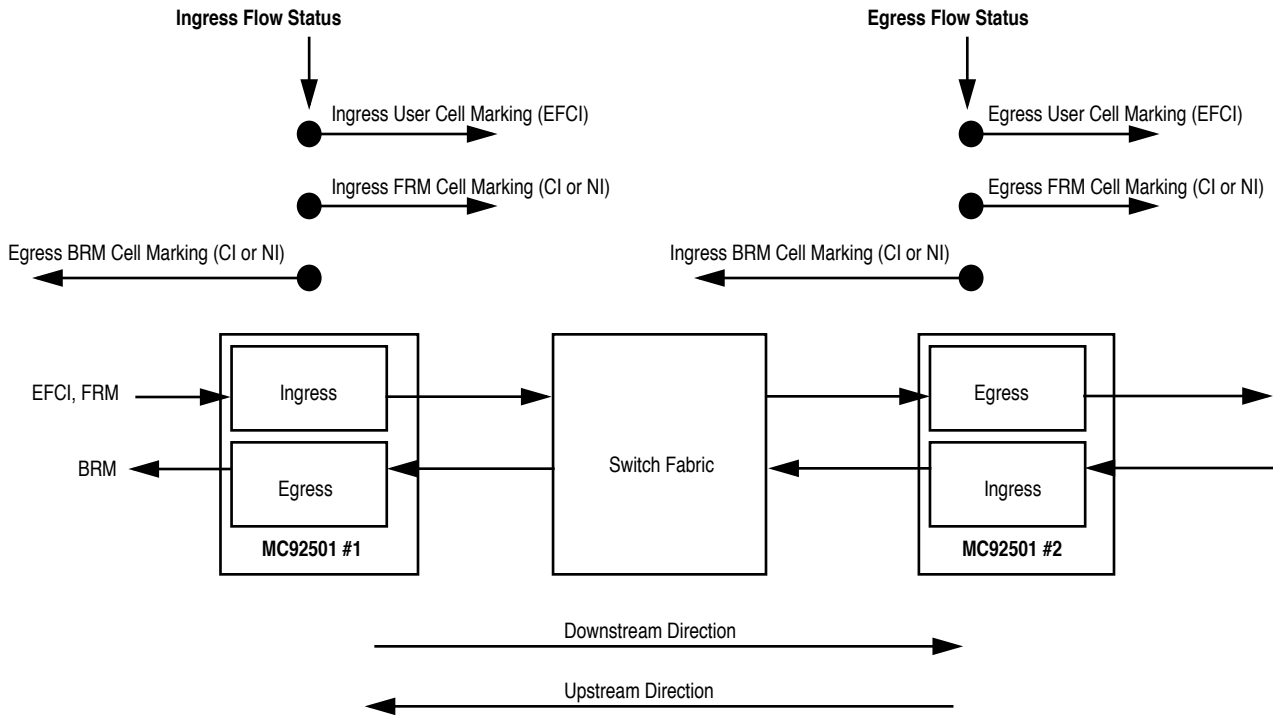 Ingress Flow Status
Egress Flow Status
Ingress User Cell Marking (EFCI)
Egress User Cell Marking (EFCI)
Ingress FRM Cell Marking (CI or NI)
Egress FRM Cell Marking (CI or NI)
Egress BRM Cell Marking (CI or NI)
Ingress BRM Cell Marking (CI or NI)
EFCI, FRM
Ingress
Egress
BRM
Egress
Switch Fabric
Ingress
MC92501 #1
MC92501 #2
Downstream Direction
Upstream Direction